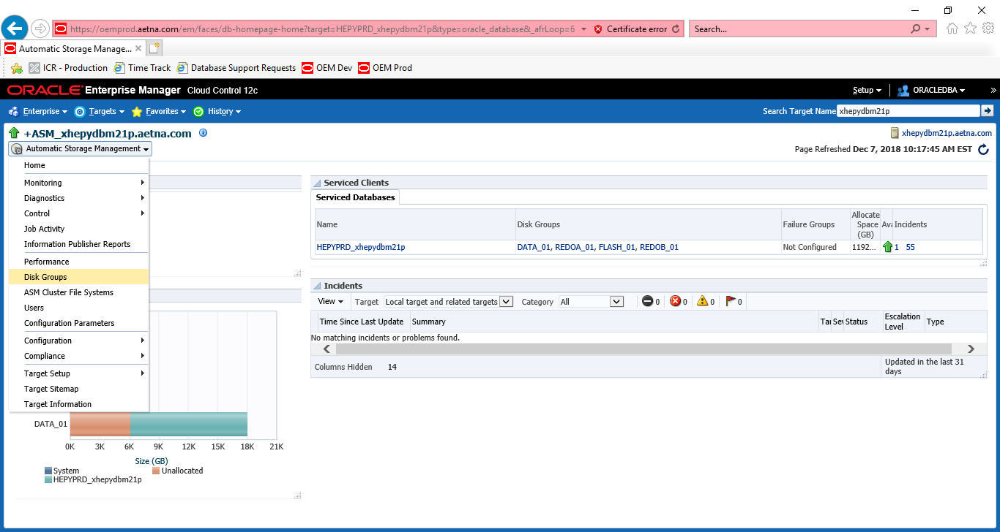 https://oemprod.aetna.com/em/faces/db-homepage-home?target=HEPYPRD_xhepydbm21p&type=oracle_database&_afrLoop=6 Certificate error Search...
Automatic Storage Manage...
ICR - Production Time Track Database Support Requests OEM Dev OEM Prod
ORACLE Enterprise Manager Cloud Control 12c Setup ORACLEDBA »
Enterprise Targets Favorites History Search Target Name xhepydbm21p
+ASM_xhepydbm21p.aetna.com xhepydbm21p.aetna.com
Automatic Storage Management Page Refreshed Dec 7, 2018 10:17:45 AM EST
Home
Monitoring
Diagnostics
Control
Job Activity
Information Publisher Reports
Performance
Disk Groups
ASM Cluster File Systems
Users
Configuration Parameters
Configuration
Compliance
Target Setup
Target Sitemap
Target Information
Serviced Clients
Serviced Databases
Name Disk Groups Failure Groups Allocate Space (GB) Ava Incidents
HEPYPRD_xhepydbm21p DATA_01, REDOA_01, FLASH_01, REDOB_01 Not Configured 1192... 1 55
Incidents
View Target Local target and related targets Category All 0 0 0 0
Time Since Last Update Summary Tar Sev Status Escalation Level Type
No matching incidents or problems found.
Columns Hidden 14 Updated in the last 31 days
DATA_01
0K 3K 6K 9K 12K 15K 18K 21K
Size (GB)
System Unallocated
HEPYPRD_xhepydbm21p